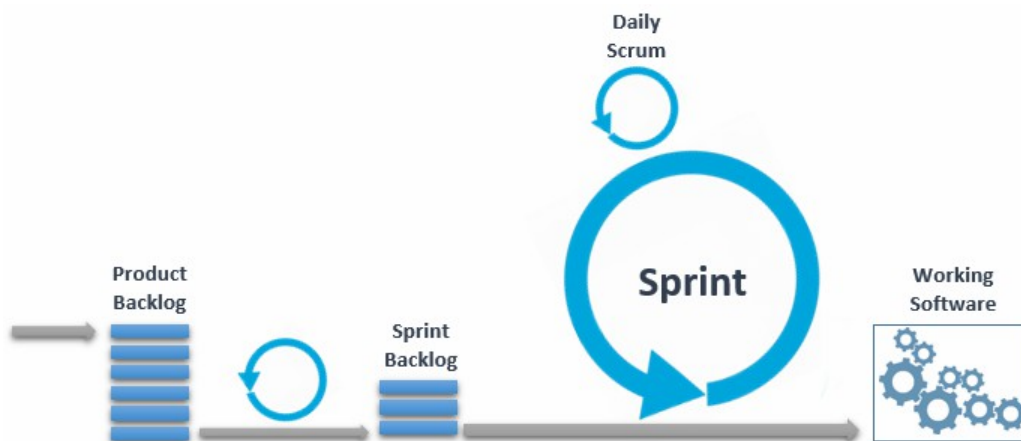 Daily
Scrum
Product
Backlog
Sprint
Backlog
Sprint
Working
Software